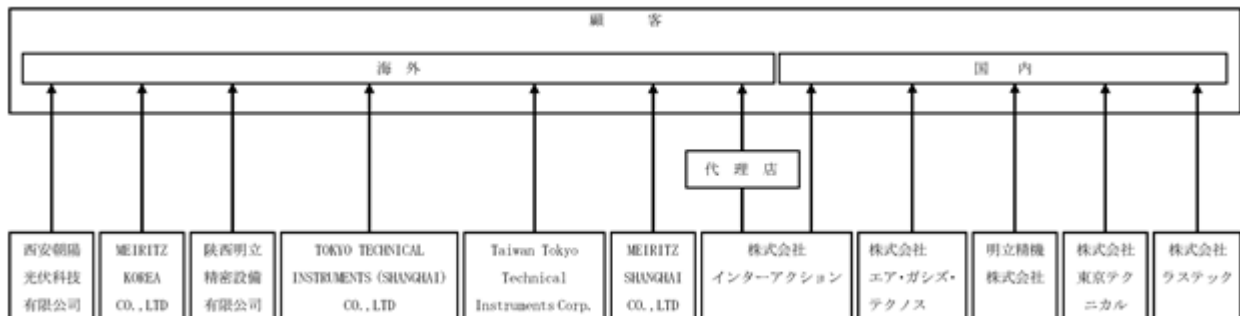 顧 客
海 外
国 内
代 理 店
西安朝陽
光伏科技
有限公司
MEIRITZ
KOREA
CO.,LTD
陝西明立
精密設備
有限公司
TOKYO TECHNICAL
INSTRUMENTS(SHANGHAI)
CO.,LTD
Taiwan Tokyo
Technical
Instruments Corp.
MEIRITZ
SHANGHAI
CO.,LTD
株式会社
インターアクション
株式会社
エア・ガシズ・
テクノス
明立精機
株式会社
株式会社
東京テク
ニカル
株式会社
ラステック